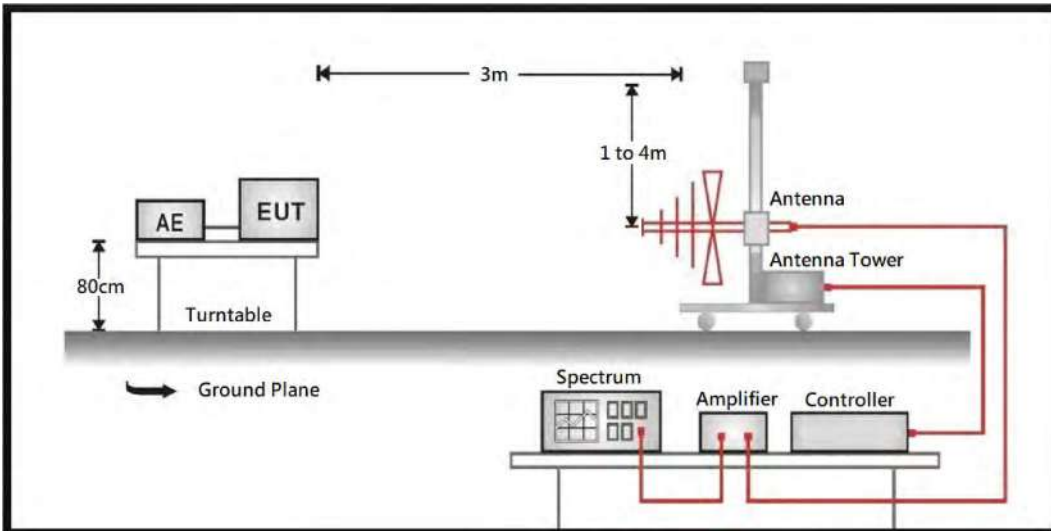 3m
1 to 4m
AE
EUT
Antenna
80cm
Antenna Tower
Turntable
Ground Plane
Spectrum
Amplifier
Controller